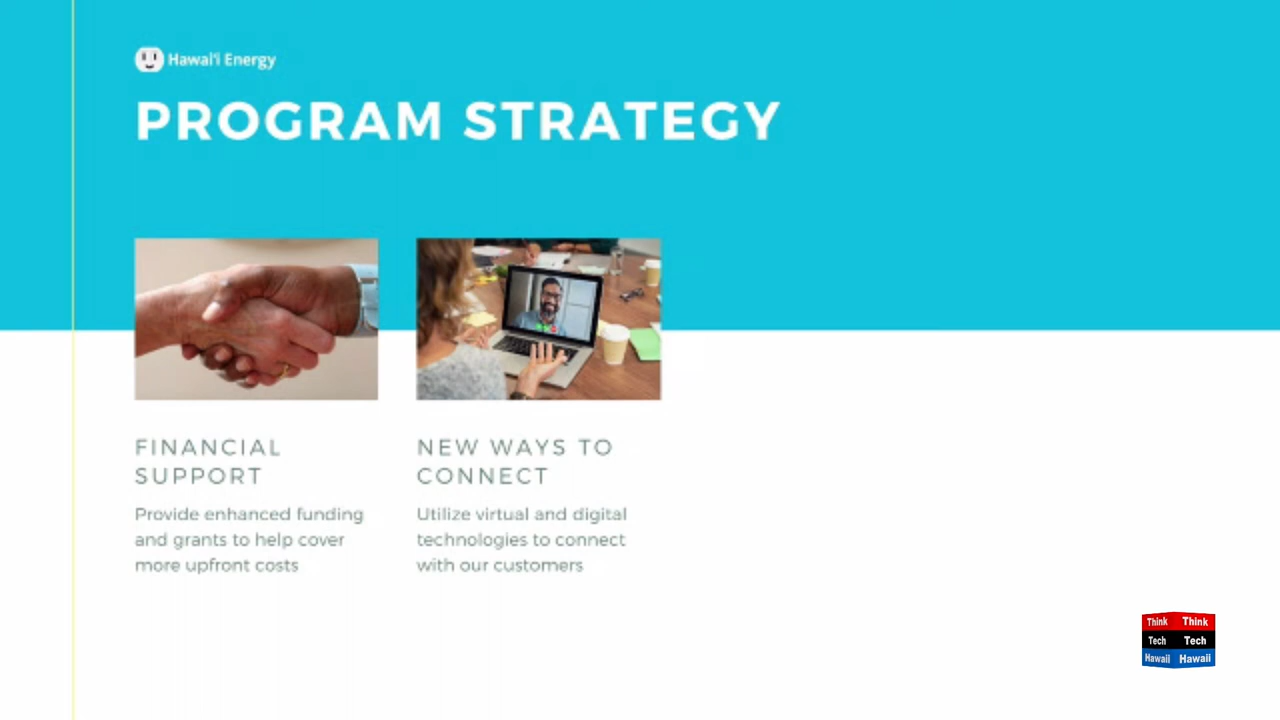 Hawai'i Energy
PROGRAM STRATEGY
FINANCIAL
SUPPORT
Provide enhanced funding
and grants to help cover
more upfront costs
NEW WAYS TO
CONNECT
Utilize virtual and digital
technologies to connect
with our customers
Think Think
Tech Tech
Hawaii Hawaii